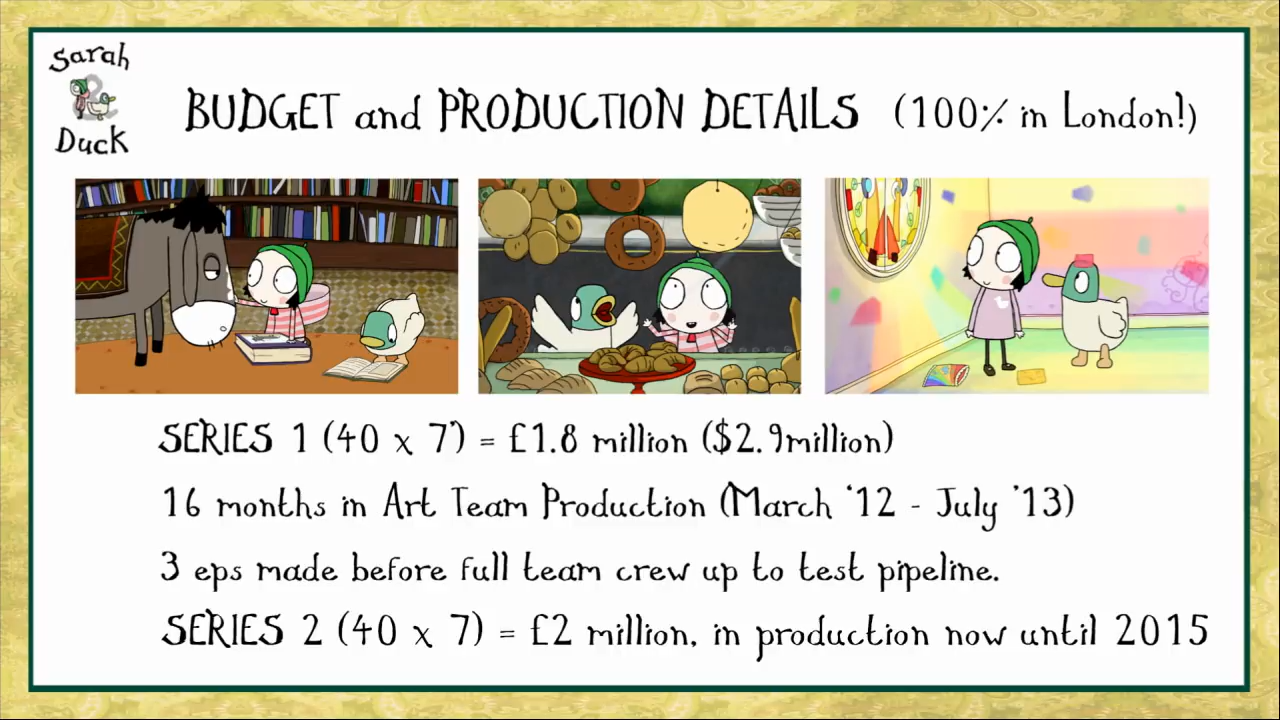 Sarah
&
Duck
BUDGET and PRODUCTION DETAILS (100% in London!)
SERIES 1 (40 x 7') = £1.8 million ($2.9million)
16 months in Art Team Production (March '12 - July '13)
3 eps made before full team crew up to test pipeline.
SERIES 2 (40 x 7) = £2 million, in production now until 2015